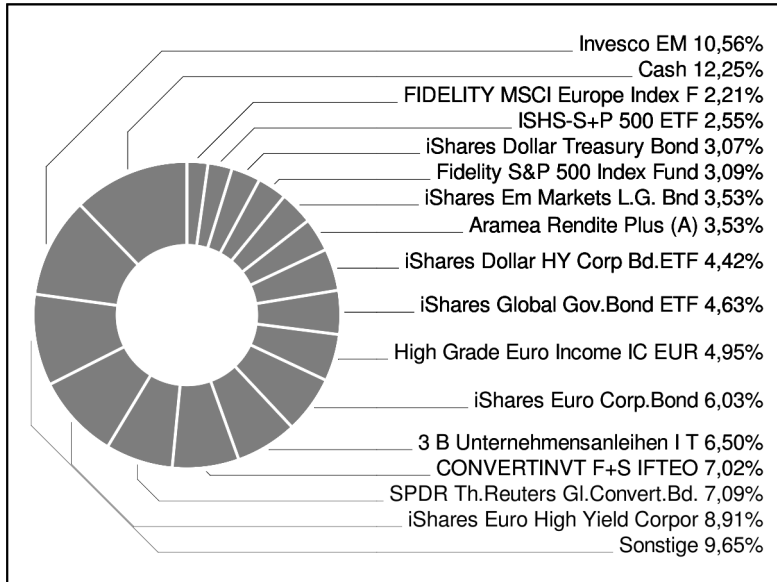 Invesco EM 10,56%
Cash 12,25%
FIDELITY MSCI Europe Index F 2,21%
ISHS-S+P 500 ETF 2,55%
iShares Dollar Treasury Bond 3,07%
Fidelity S&P 500 Index Fund 3,09%
iShares Em Markets L.G. Bnd 3,53%
Aramea Rendite Plus (A) 3,53%
iShares Dollar HY Corp Bd.ETF 4,42%
iShares Global Gov.Bond ETF 4,63%
High Grade Euro Income IC EUR 4,95%
iShares Euro Corp.Bond 6,03%
3 B Unternehmensanleihen I T 6,50%
CONVERTINVT F+S IFTEO 7,02%
SPDR Th.Reuters Gl.Convert.Bd. 7,09%
iShares Euro High Yield Corpor 8,91%
Sonstige 9,65%